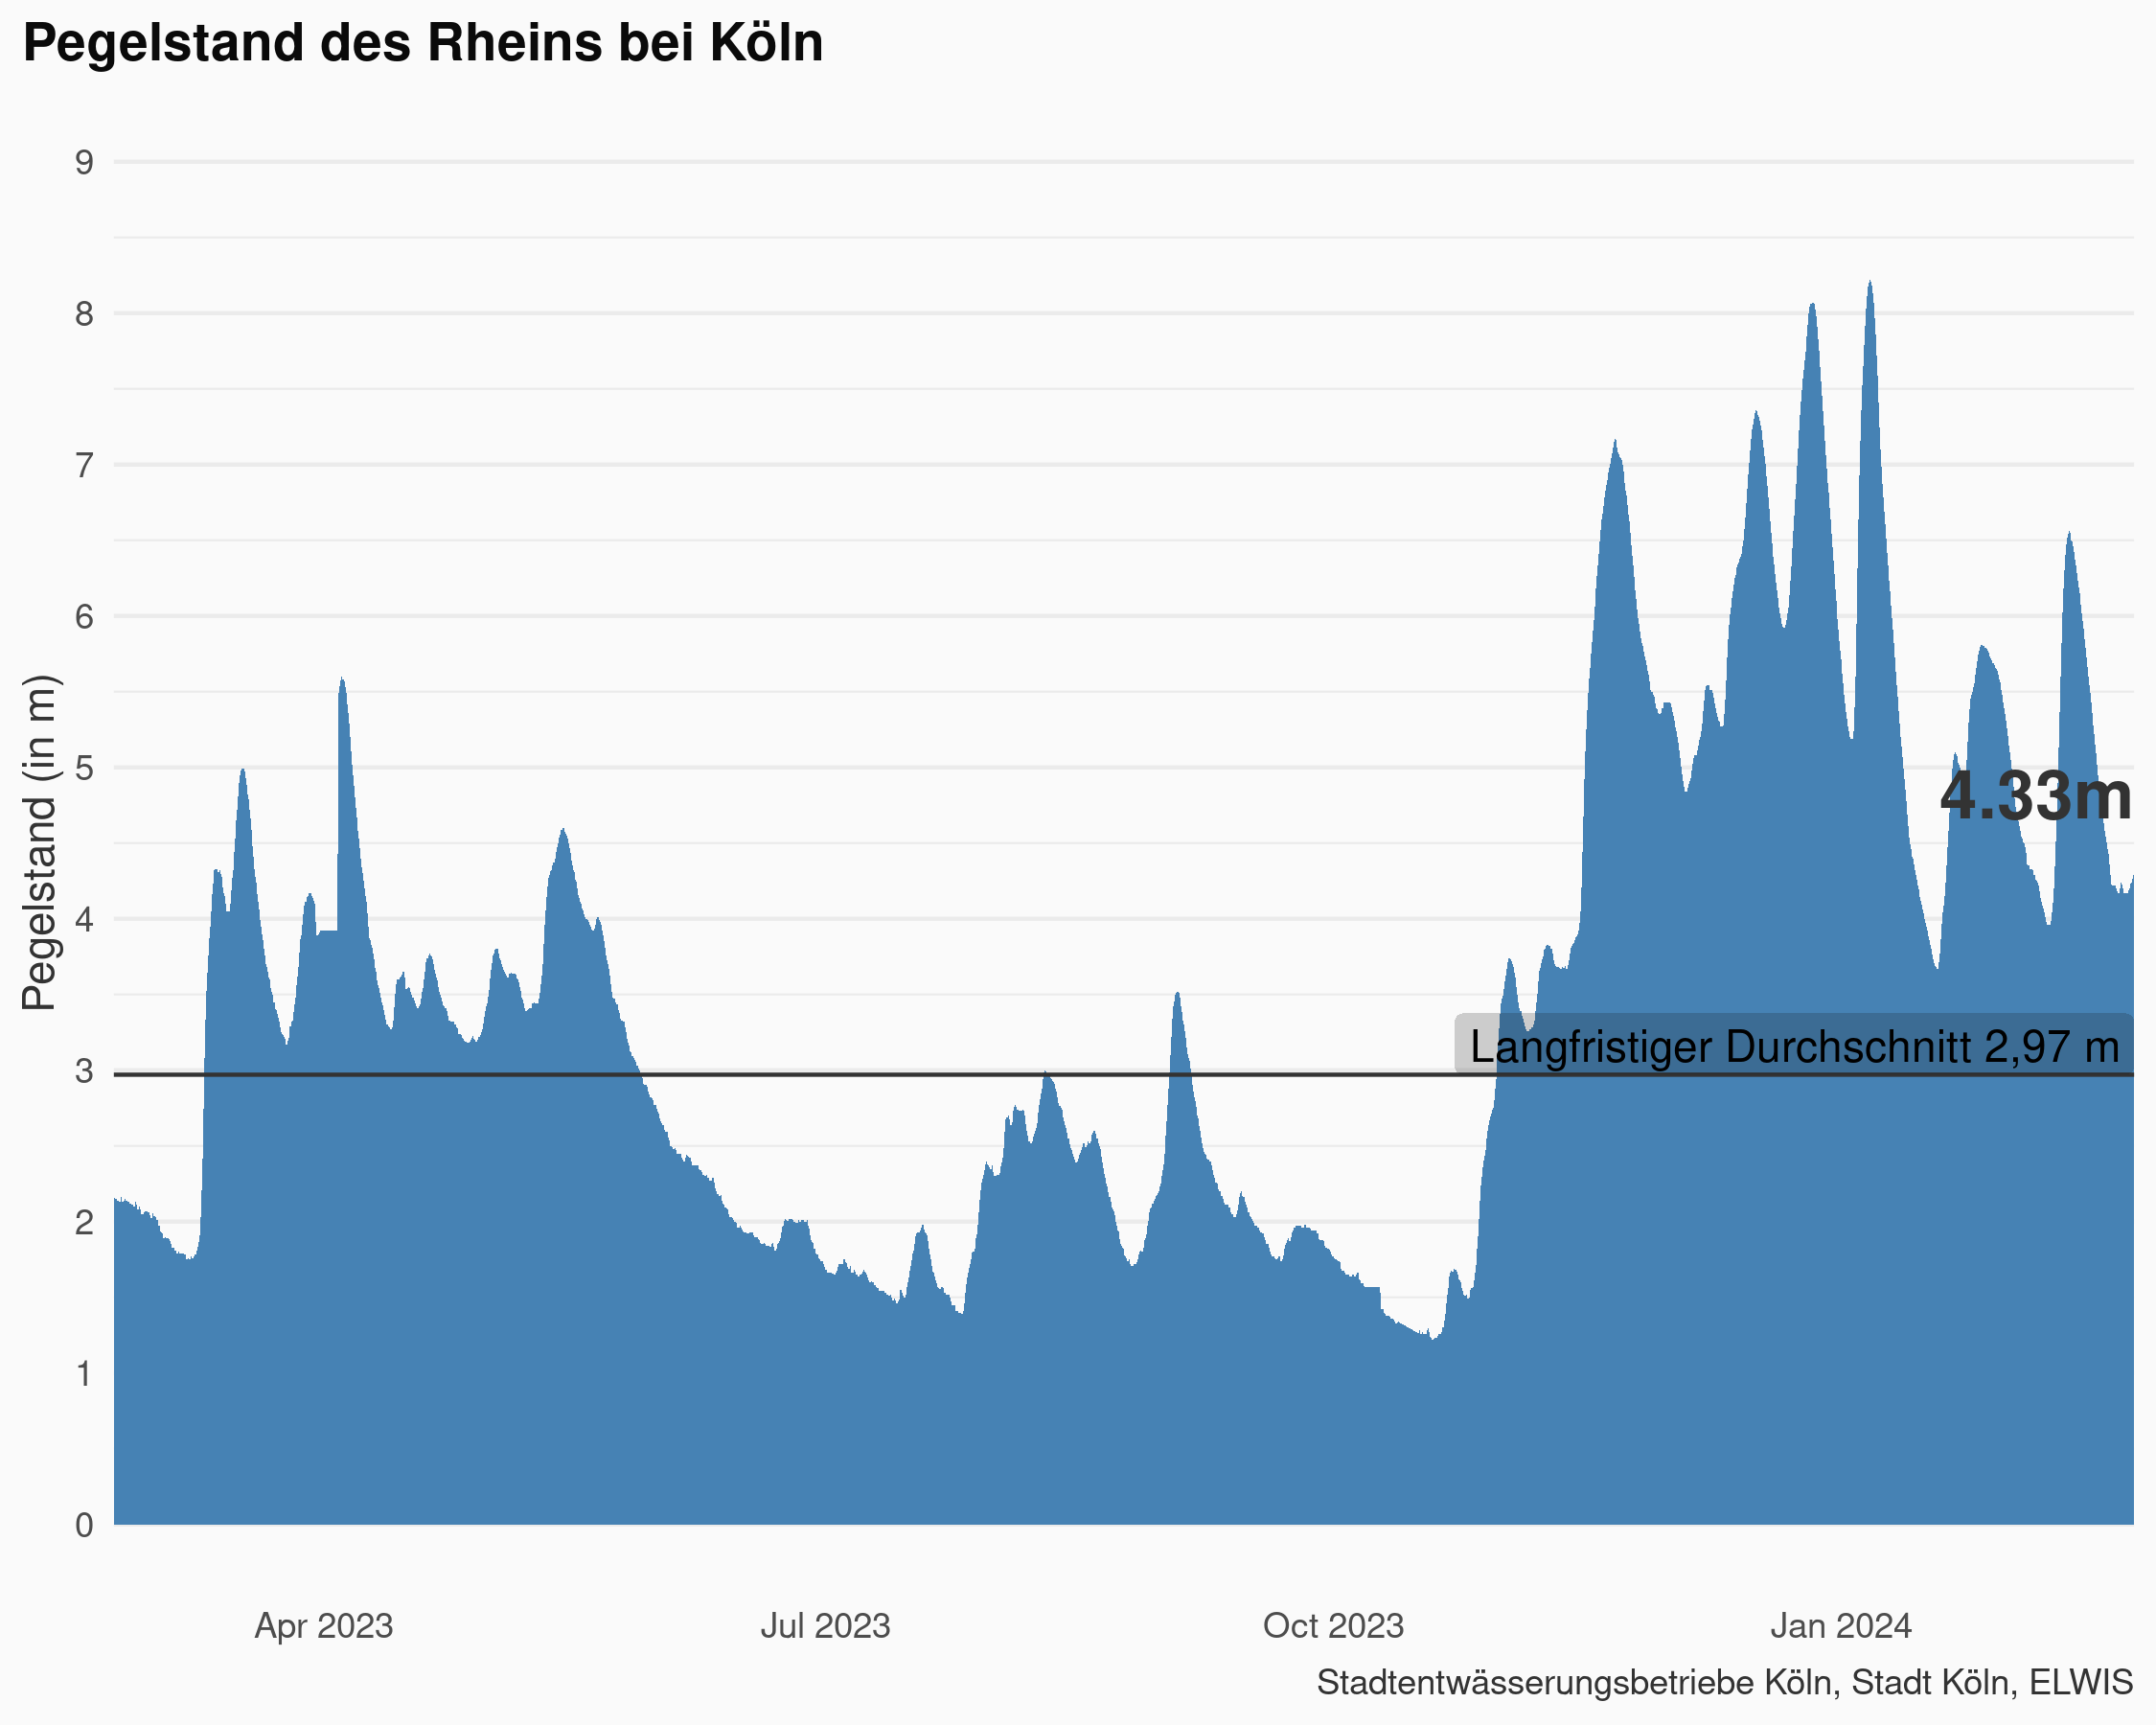 Pegelstand des Rheins bei Köln
Pegelstand (in m)
9
8
7
6
5
4
3
2
1
0
4.33m
Langfristiger Durchschnitt 2,97 m
Apr 2023
Jul 2023
Oct 2023
Jan 2024
Stadtentwässerungsbetriebe Köln, Stadt Köln, ELWIS